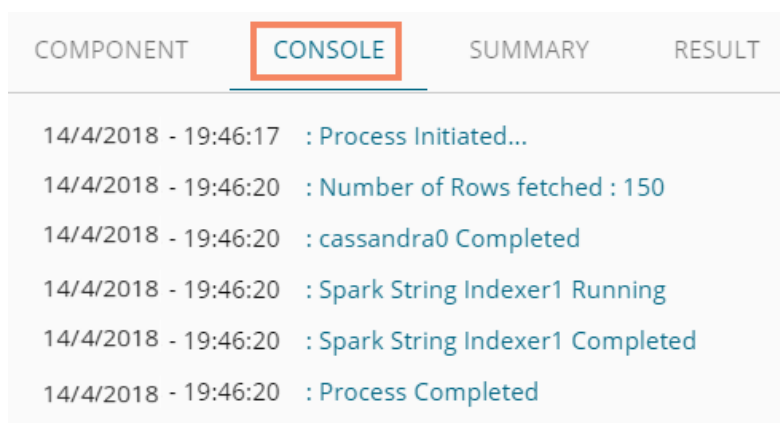 COMPONENT CONSOLE SUMMARY RESULT
14/4/2018 - 19:46:17 : Process Initiated...
14/4/2018 - 19:46:20 : Number of Rows fetched : 150
14/4/2018 - 19:46:20 : cassandra0 Completed
14/4/2018 - 19:46:20 : Spark String Indexer1 Running
14/4/2018 - 19:46:20 : Spark String Indexer1 Completed
14/4/2018 - 19:46:20 : Process Completed